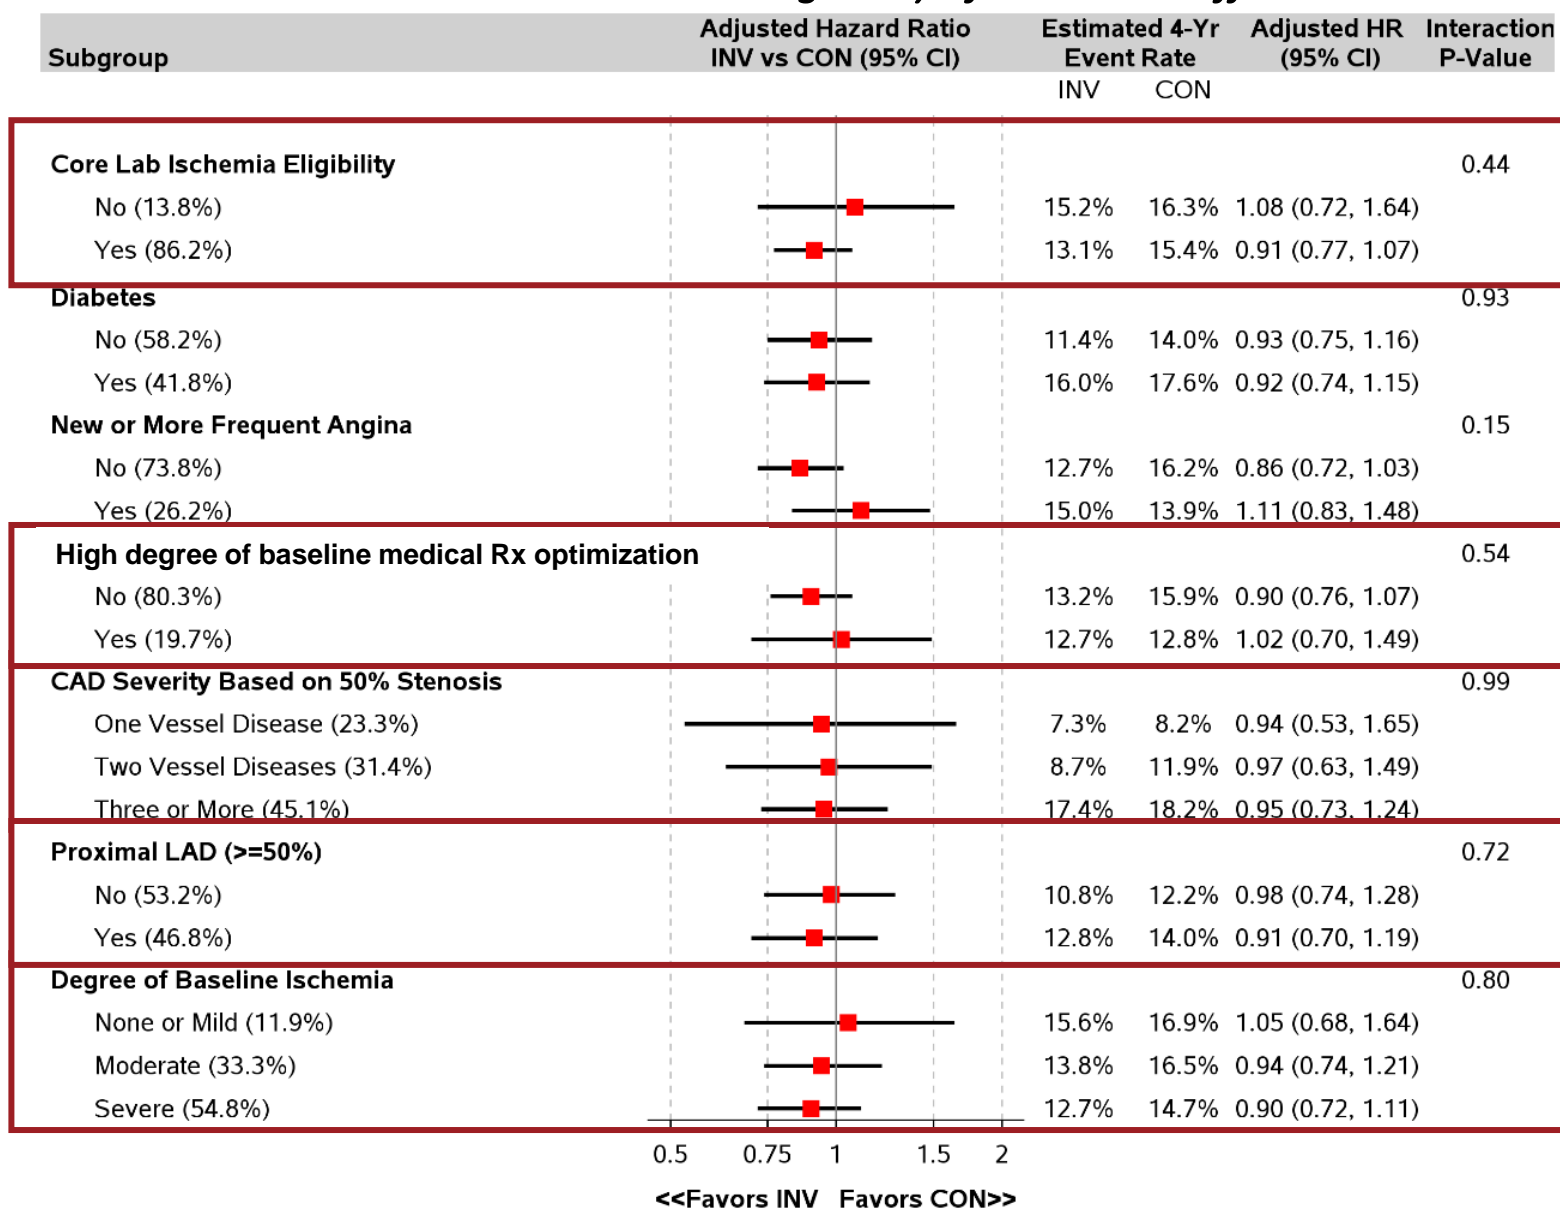 Adjusted Hazard Ratio Estimated 4-Yr Adjusted HR Interaction
Subgroup INV vs CON (95% CI) Event Rate (95% CI) P-Value
INV CON
Core Lab Ischemia Eligibility 0.44
No (13.8%) 15.2% 16.3% 1.08 (0.72, 1.64)
Yes (86.2%) 13.1% 15.4% 0.91 (0.77, 1.07)
Diabetes 0.93
No (58.2%) 11.4% 14.0% 0.93 (0.75, 1.16)
Yes (41.8%) 16.0% 17.6% 0.92 (0.74, 1.15)
New or More Frequent Angina 0.15
No (73.8%) 12.7% 16.2% 0.86 (0.72, 1.03)
Yes (26.2%) 15.0% 13.9% 1.11 (0.83, 1.48)
High degree of baseline medical Rx optimization 0.54
No (80.3%) 13.2% 15.9% 0.90 (0.76, 1.07)
Yes (19.7%) 12.7% 12.8% 1.02 (0.70, 1.49)
CAD Severity Based on 50% Stenosis 0.99
One Vessel Disease (23.3%) 7.3% 8.2% 0.94 (0.53, 1.65)
Two Vessel Diseases (31.4%) 8.7% 11.9% 0.97 (0.63, 1.49)
Three or More (45.1%) 17.4% 18.2% 0.95 (0.73, 1.24)
Proximal LAD (>=50%) 0.72
No (53.2%) 10.8% 12.2% 0.98 (0.74, 1.28)
Yes (46.8%) 12.8% 14.0% 0.91 (0.70, 1.19)
Degree of Baseline Ischemia 0.80
None or Mild (11.9%) 15.6% 16.9% 1.05 (0.68, 1.64)
Moderate (33.3%) 13.8% 16.5% 0.94 (0.74, 1.21)
Severe (54.8%) 12.7% 14.7% 0.90 (0.72, 1.11)
0.5 0.75 1 1.5 2
<<Favors INV Favors CON>>